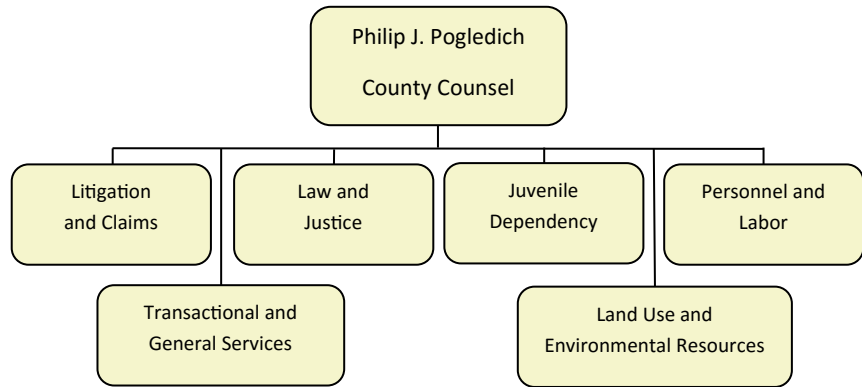 Philip J. Pogledich
County Counsel
Litigation
and Claims
Law and
Justice
Juvenile
Dependency
Personnel and
Labor
Transactional and
General Services
Land Use and
Environmental Resources